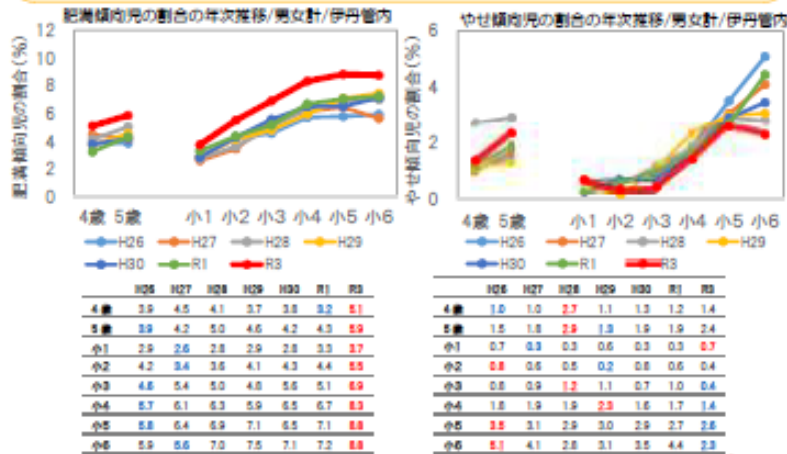 肥満傾向児の割合の年次推移/男女計/伊丹管内
肥満傾向児の割合(%)
12
10
8
6
4
2
0
4歳 5歳 小1 小2 小3 小4 小5 小6
H26 H27 H28 H29
H30 R1 R3
H26 H27 H28 H29 H30 R1 R3
4歳 3.9 4.5 4.1 3.7 3.8 3.2 5.1
5歳 3.9 4.2 5.0 4.6 4.2 4.3 5.9
小1 2.9 2.6 2.8 2.9 2.8 3.3 3.7
小2 4.2 3.4 3.6 4.1 4.3 4.4 5.5
小3 4.6 5.4 5.0 4.8 5.6 5.1 6.9
小4 5.7 6.1 6.3 5.9 6.5 6.7 8.3
小5 5.8 6.4 6.9 7.1 6.5 7.1 8.8
小6 5.9 5.6 7.0 7.5 7.1 7.2 8.8
やせ傾向児の割合の年次推移/男女計/伊丹管内
やせ傾向児の割合(%)
6
4
2
0
4歳 5歳 小1 小2 小3 小4 小5 小6
H26 H27 H28 H29
H30 R1 R3
H26 H27 H28 H29 H30 R1 R3
4歳 1.0 1.0 2.7 1.1 1.3 1.2 1.4
5歳 1.5 1.8 2.9 1.3 1.9 1.9 2.4
小1 0.7 0.3 0.3 0.6 0.3 0.3 0.7
小2 0.8 0.6 0.5 0.2 0.6 0.4
小3 0.9 1.2 1.1 0.7 1.0 0.4
小4 1.8 1.9 1.9 2.3 1.6 1.7 1.4
小5 3.5 3.1 2.9 3.0 2.9 2.7 2.6
小6 5.1 4.1 2.8 3.1 3.5 4.4 2.3